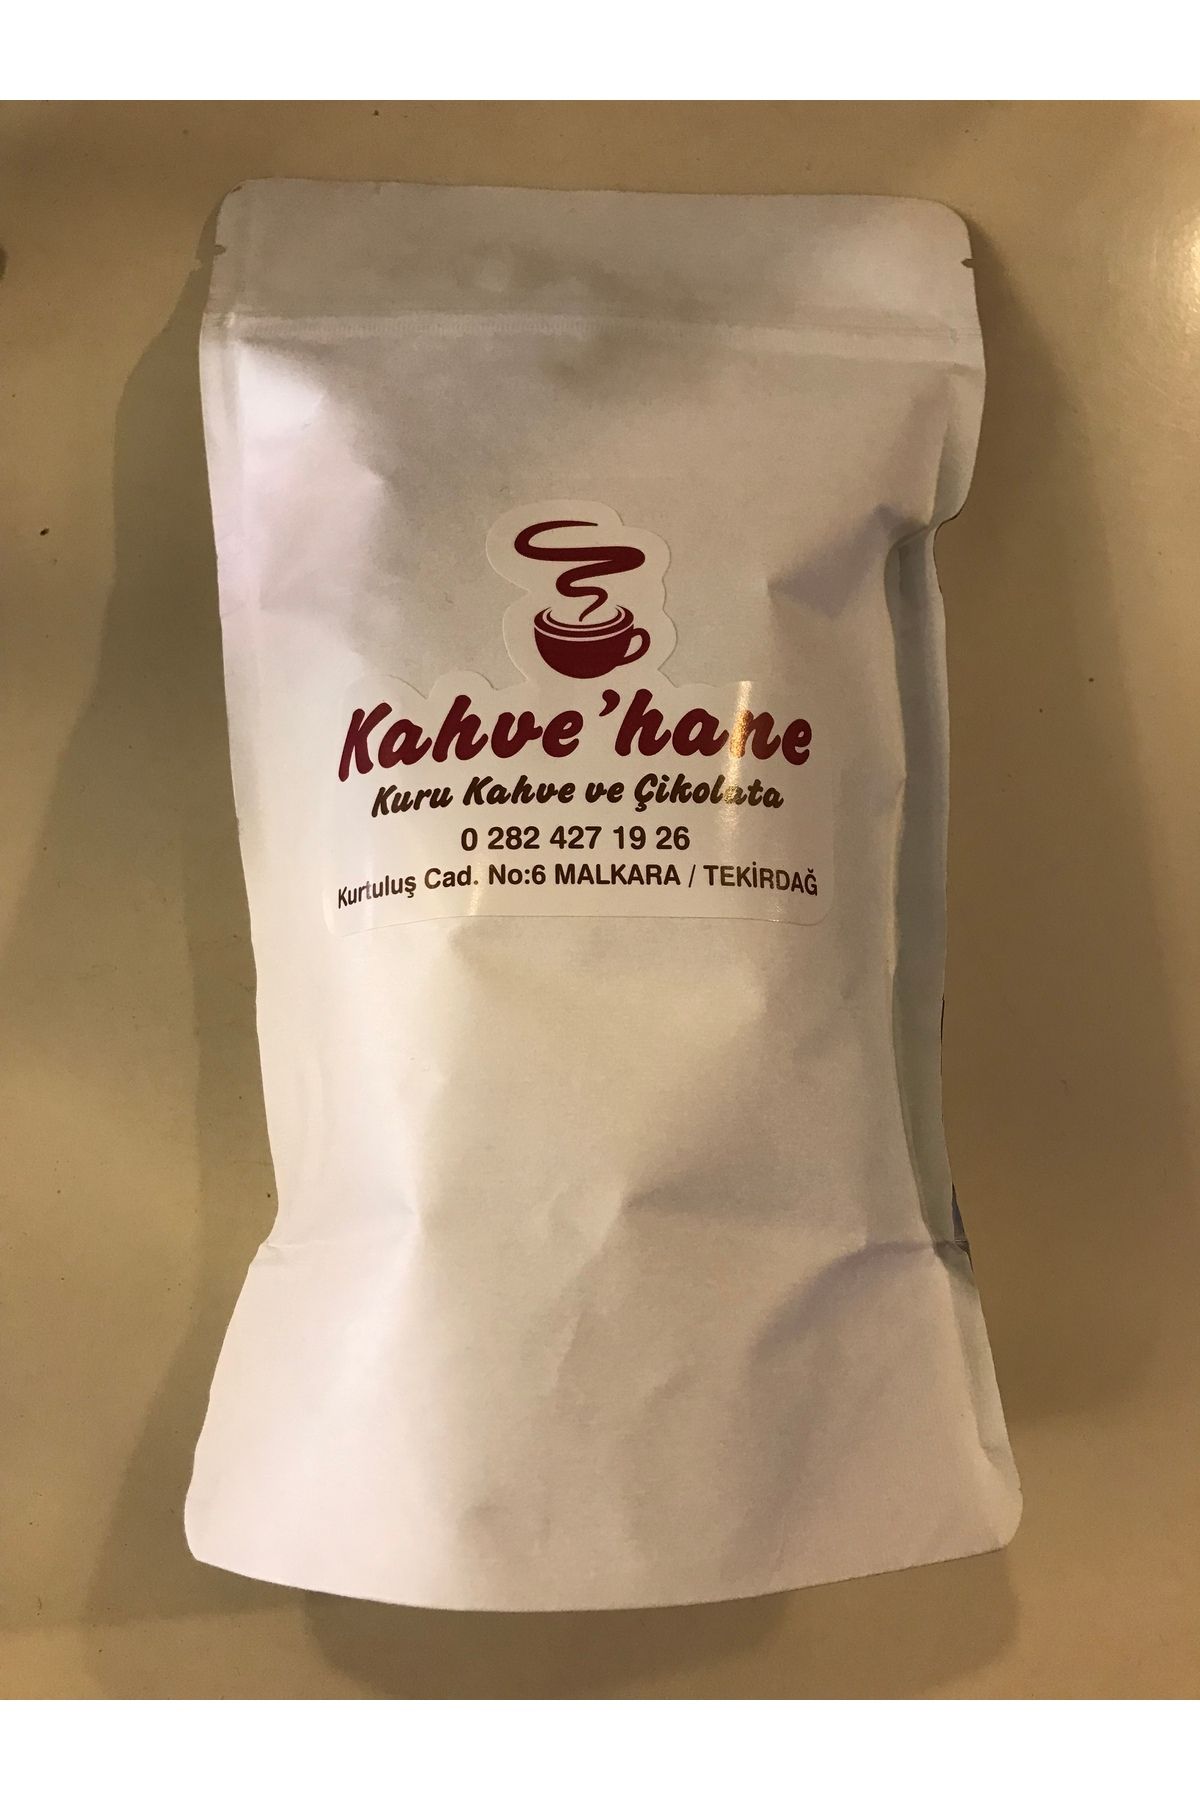 Kahve'hane
Kuru Kahve ve Çikolata
0 282 427 19 26
Kurtuluş Cad. No:6 MALKARA / TEKİRDAĞ